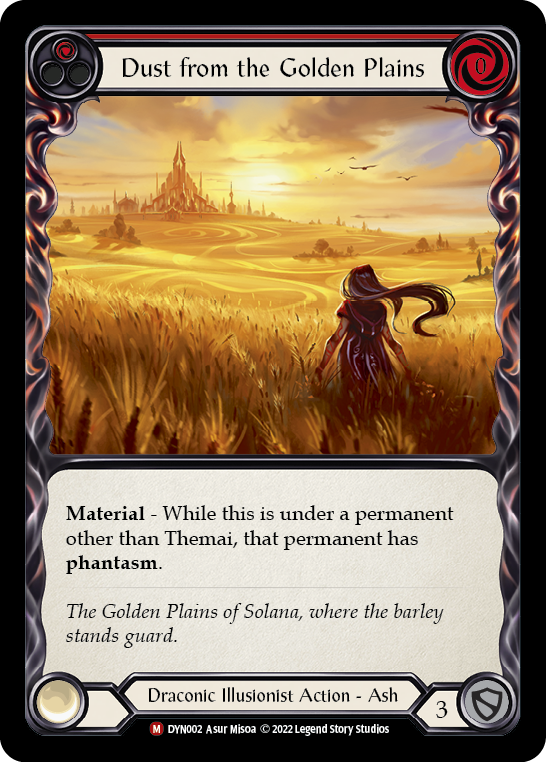 Dust from the Golden Plains
0
Material - While this is under a permanent
other than Themai, that permanent has
phantasm.
The Golden Plains of Solana, where the barley
stands guard.
Draconic Illusionist Action - Ash
3
M DYN002 Asur Misoa © 2022 Legend Story Studios